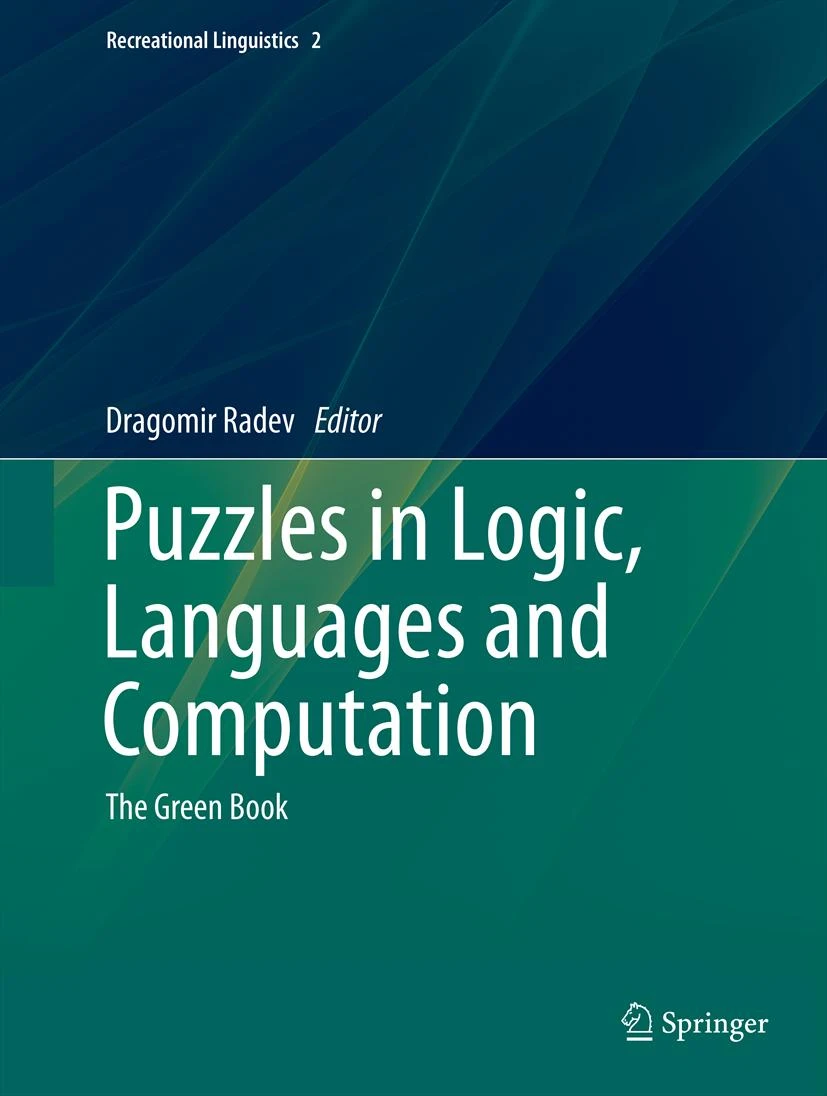 Recreational Linguistics 2
Dragomir Radev Editor
Puzzles in Logic,
Languages and
Computation
The Green Book
Springer